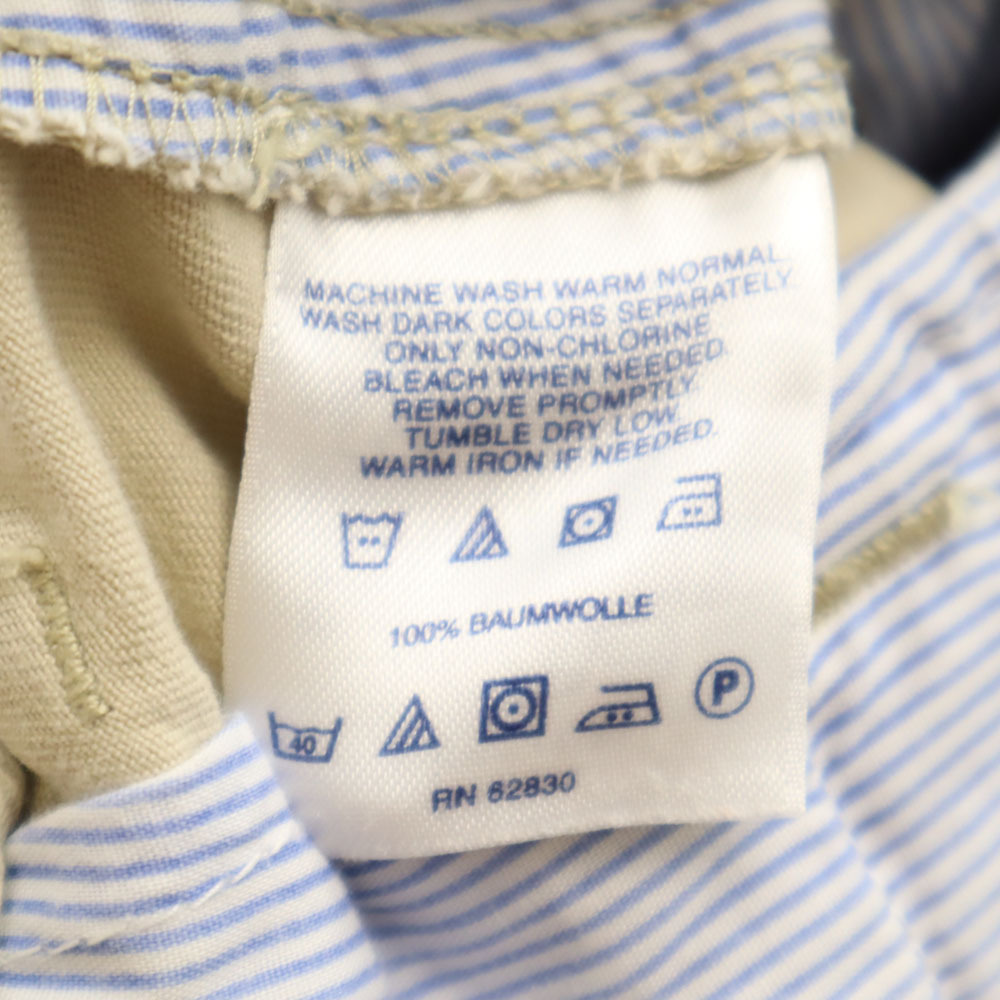 MACHINE WASH WARM NORMAL.
WASH DARK COLORS SEPARATELY
ONLY NON-CHLORINE
BLEACH WHEN NEEDED.
REMOVE PROMPTLY.
TUMBLE DRY LOW.
WARM IRON IF NEEDED.
100% BAUMWOLLE
40
P
RN 62830